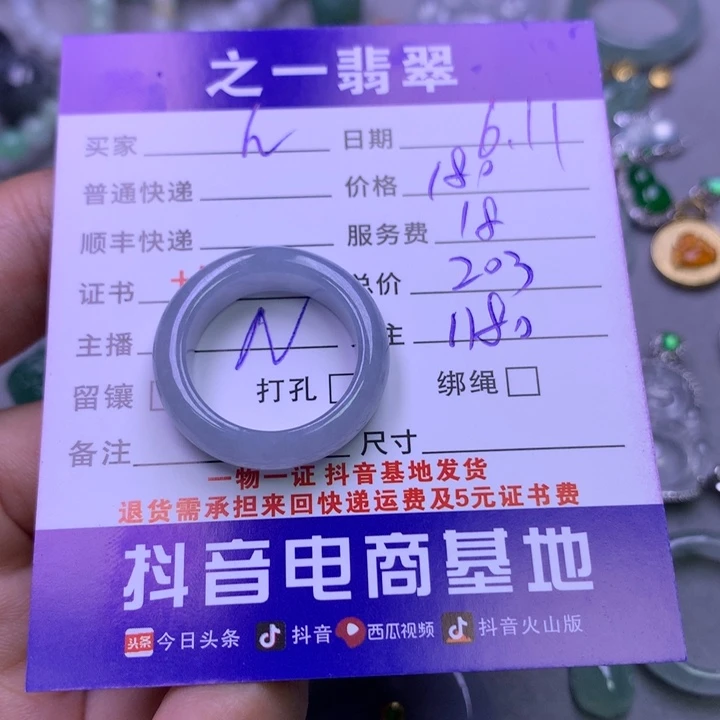 之一翡翠
买家 h 日期 6.11
普通快递 价格 180
顺丰快递 服务费 18
证书 + 总价 203
主播 N 主 1180
留镶 打孔 绑绳
备注 尺寸
一物一证 抖音基地发货
退货需承担来回快递运费及5元证书费
抖音电商基地
头条 今日头条 抖音 西瓜视频 抖音火山版